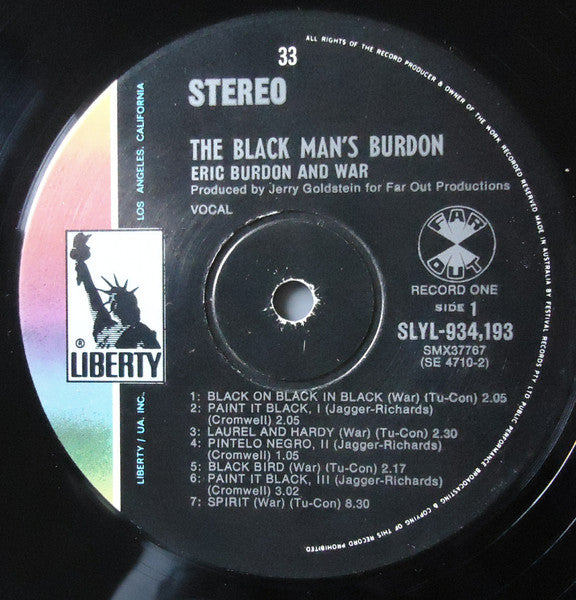 33
STEREO
THE BLACK MAN'S BURDON
ERIC BURDON AND WAR
Produced by Jerry Goldstein for Far Out Productions
VOCAL
FAR
OUT
RECORD ONE
SIDE 1
SLYL-934,193
SMX37767
(SE 4710-2)
® LIBERTY
1: BLACK ON BLACK IN BLACK (War) (Tu-Con) 2.05
2: PAINT IT BLACK, I (Jagger-Richards)
(Cromwell) 2.05
3: LAUREL AND HARDY (War) (Tu-Con) 2.30
4: PINTELO NEGRO, II (Jagger-Richards)
(Cromwell) 1.05
5: BLACK BIRD (War) (Tu-Con) 2.17
6: PAINT IT BLACK, III (Jagger-Richards)
(Cromwell) 3.02
7: SPIRIT (War) (Tu-Con) 8.30
LIBERTY / UA, INC. LOS ANGELES, CALIFORNIA
ALL RIGHTS OF THE RECORD PRODUCER & OWNER OF THE WORK RECORDED RESERVED. MADE IN AUSTRALIA BY FESTIVAL RECORDS PTY LTD PUBLIC PERFORMANCE BROADCASTING & COPYING OF THIS RECORD PROHIBITED.